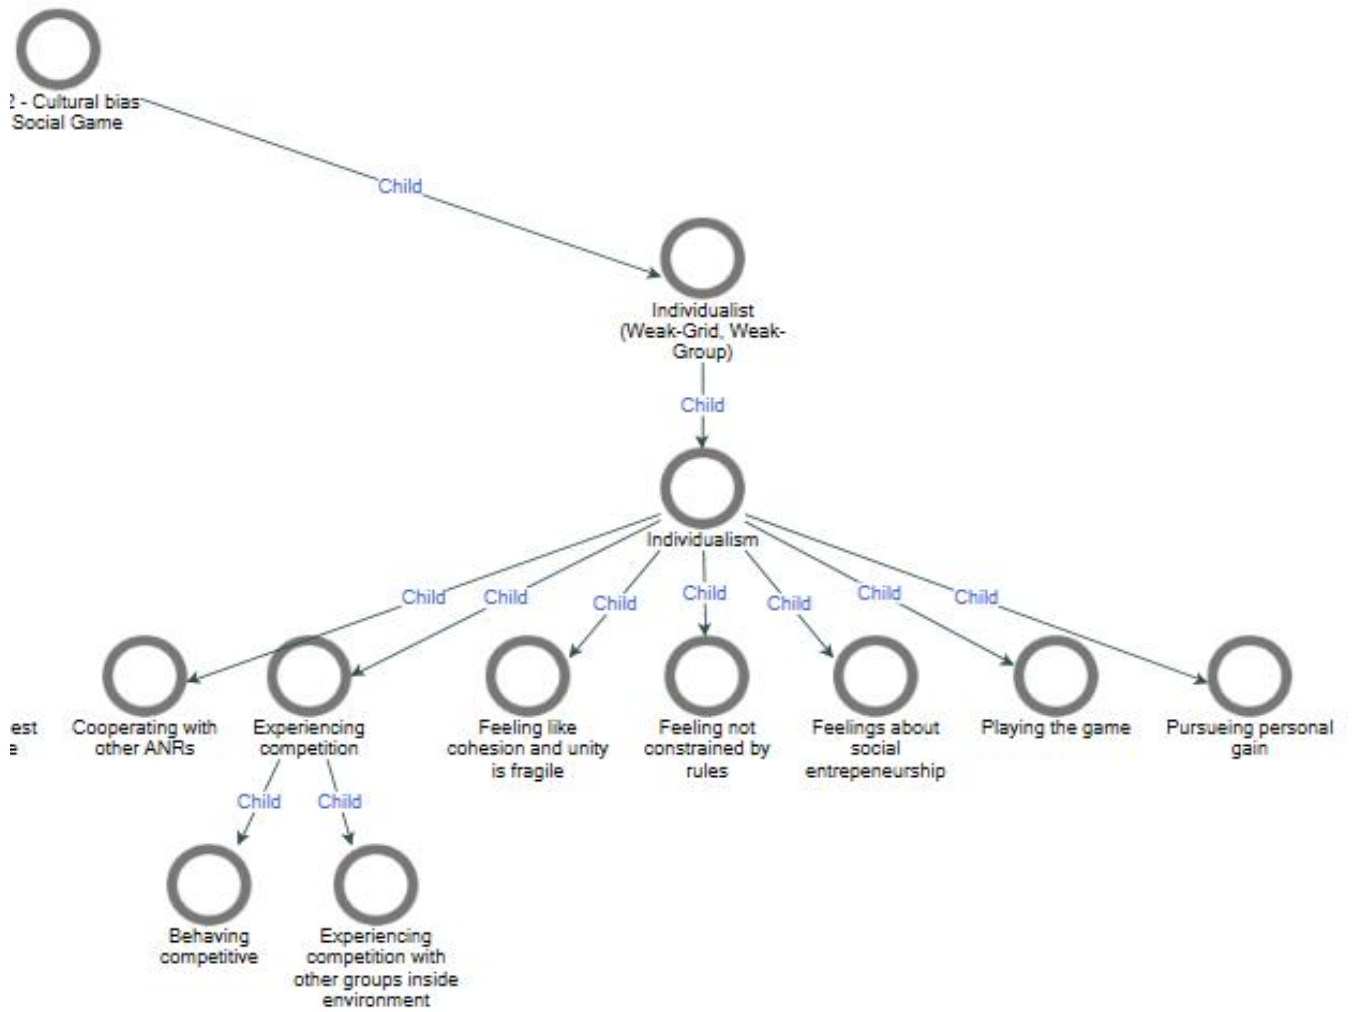 2 - Cultural bias
Social Game
Child
Individualist
(Weak-Grid, Weak-
Group)
Child
Individualism
Child
Child
Child
Child
Child
Child
Child
est
e
Cooperating with
other ANRs
Experiencing
competition
Feeling like
cohesion and unity
is fragile
Feeling not
constrained by
rules
Feelings about
social
entrepeneurship
Playing the game
Pursueing personal
gain
Child
Child
Behaving
competitive
Experiencing
competition with
other groups inside
environment